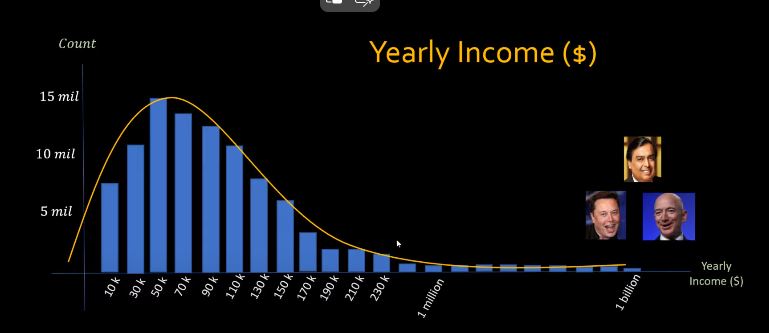 Yearly Income ($)
Count
15 mil
10 mil
5 mil
10 k
30 k
50 k
70 k
90 k
110 k
130 k
150 k
170 k
190 k
210 k
230 k
1 million
1 billion
Yearly
Income ($)